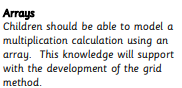 Arrays
Children should be able to model a
multiplication calculation using an
array.  This knowledge will support
with the development of the grid
method.